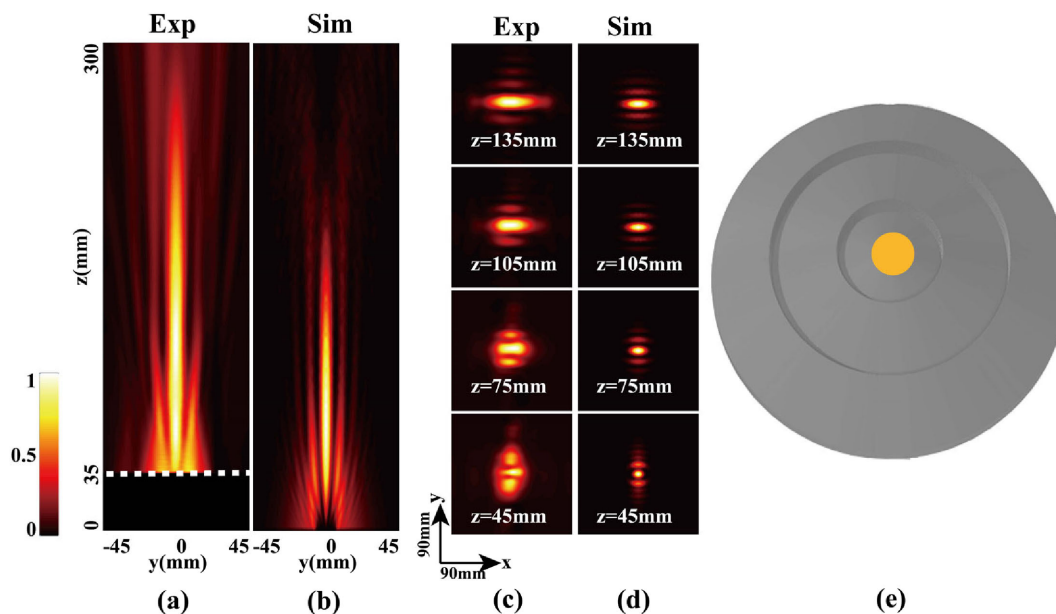 Exp
Sim
Exp
Sim
300
z(mm)
35
0
1
0.5
0
-45
0
45
y(mm)
-45
0
45
y(mm)
z=135mm
z=135mm
z=105mm
z=105mm
z=75mm
z=75mm
z=45mm
z=45mm
y
90mm
90mm
x
(a)
(b)
(c)
(d)
(e)